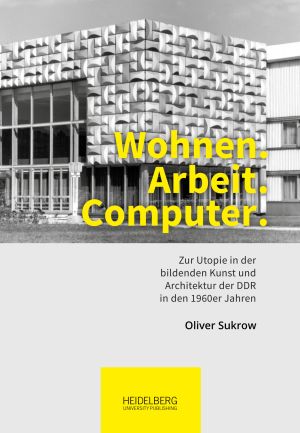 Wohnen.
Arbeit.
Computer.
Zur Utopie in der
bildenden Kunst und
Architektur der DDR
in den 1960er Jahren
Oliver Sukrow
HEIDELBERG
UNIVERSITY PUBLISHING